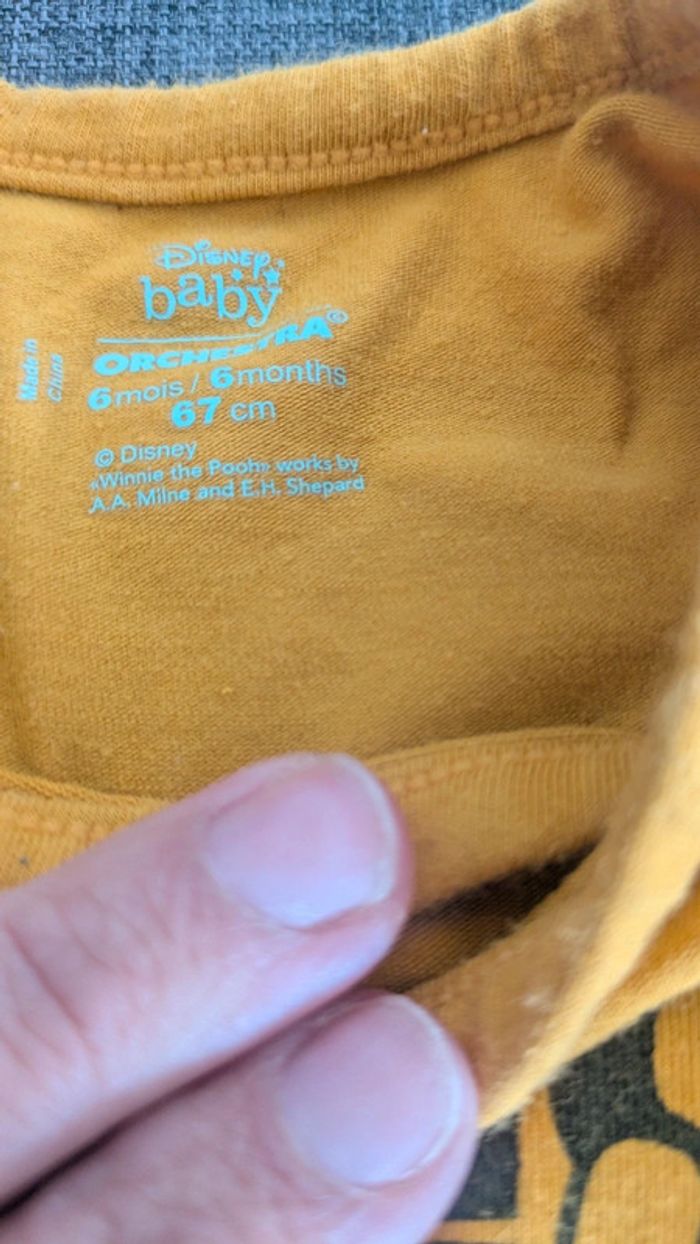 Disney
baby
ORCHESTRA®
6mois / 6months
67 cm
© Disney
«Winnie the Pooh» works by
A.A. Milne and E.H. Shepard
Made in
China